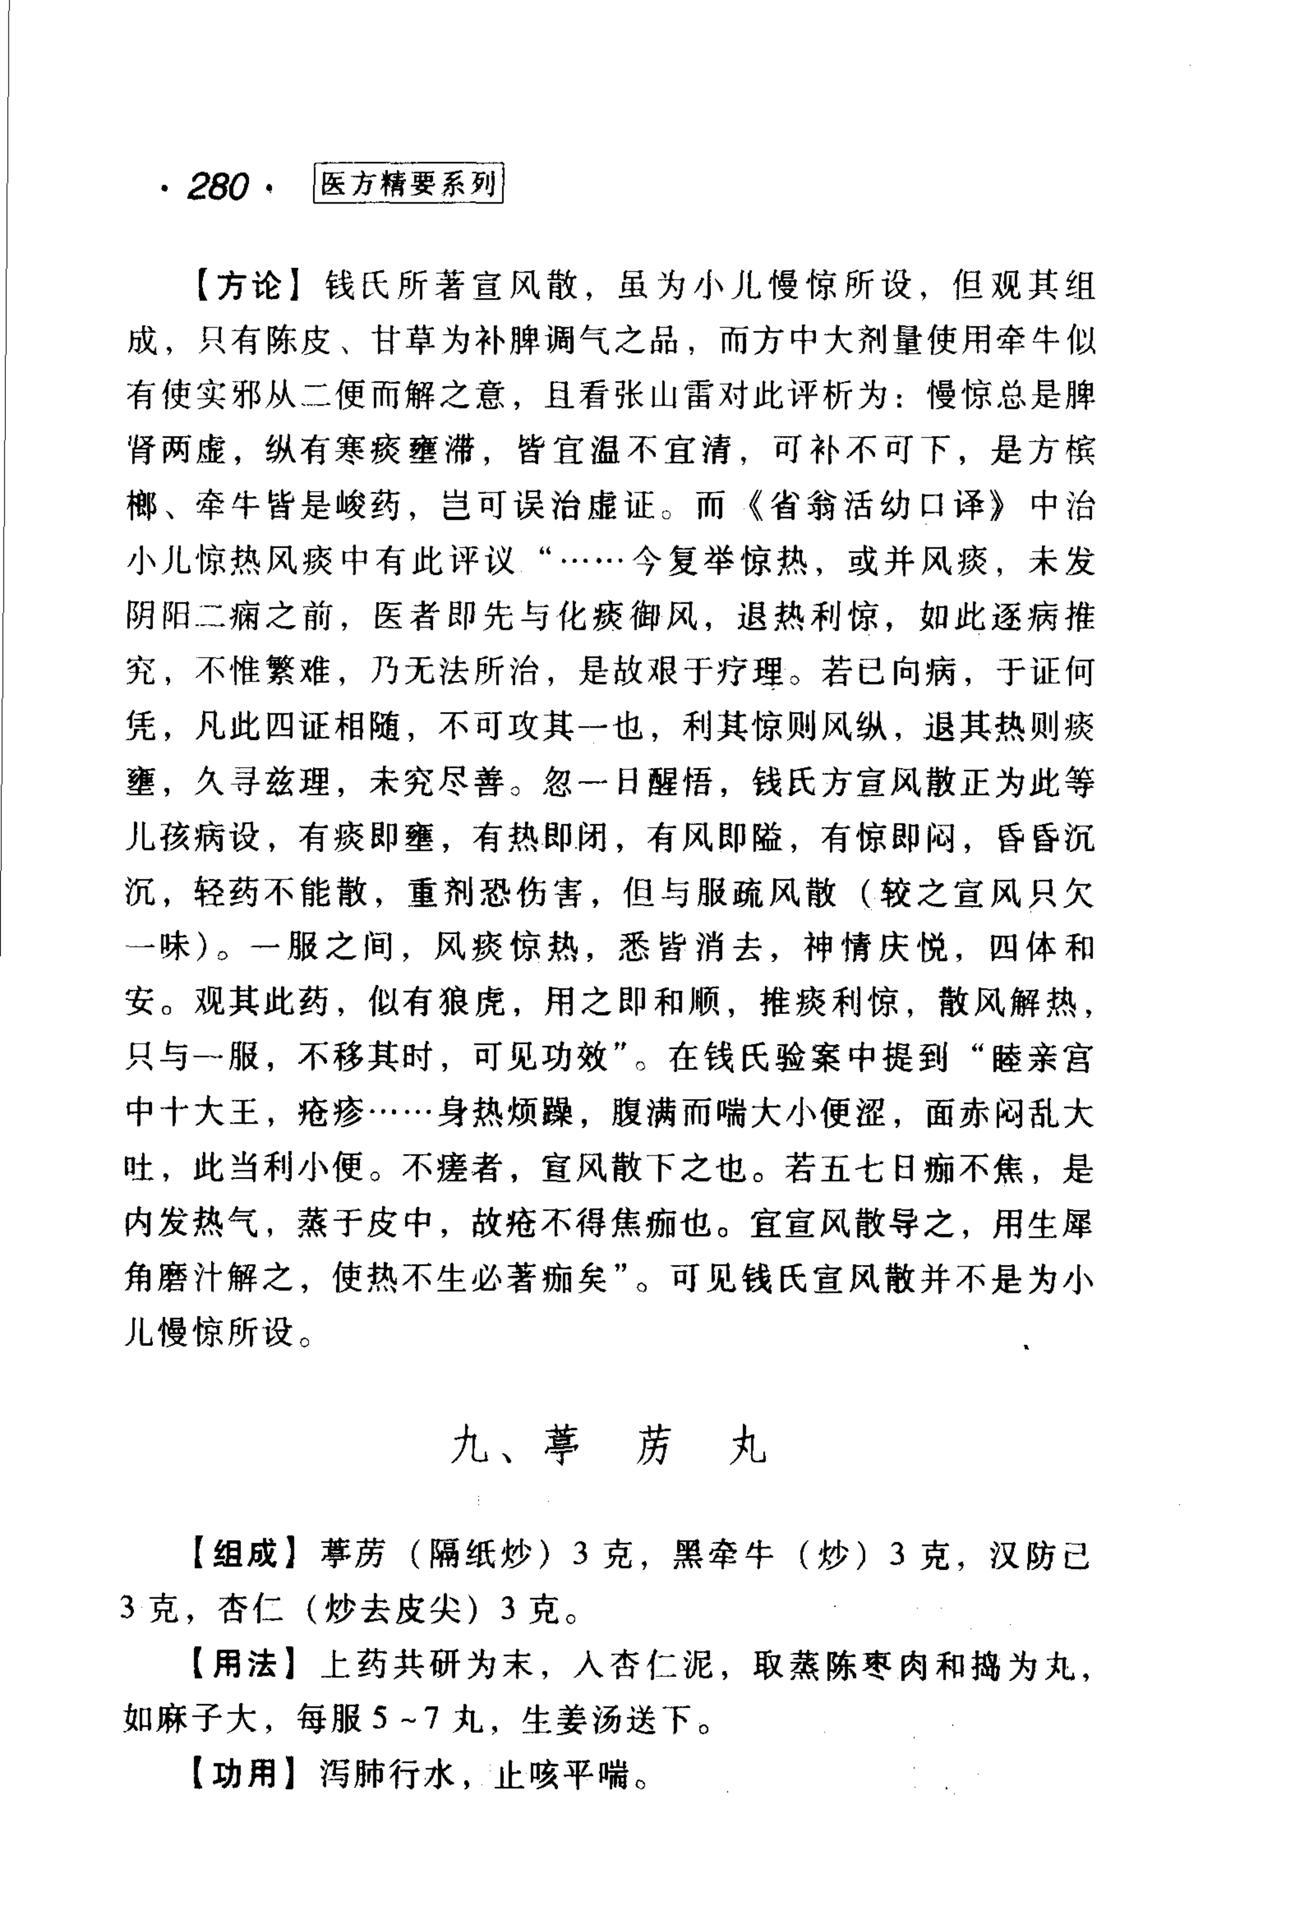 ·280· 医方精要系列
【方论】钱氏所著宣风散，虽为小儿慢惊所设，但观其组
成，只有陈皮、甘草为补脾调气之品，而方中大剂量使用牵牛似
有使实邪从二便而解之意，且看张山雷对此评析为：慢惊总是脾
肾两虚，纵有寒痰壅滞，皆宜温不宜清，可补不可下，是方槟
榔、牵牛皆是峻药，岂可误治虚证。而《省翁活幼口译》中治
小儿惊热风痰中有此评议“……今复举惊热，或并风痰，未发
阴阳二痫之前，医者即先与化痰御风，退热利惊，如此逐病推
究，不惟繁难，乃无法所治，是故艰于疗理。若已向病，于证何
凭，凡此四证相随，不可攻其一也，利其惊则风纵，退其热则痰
壅，久寻兹理，未究尽善。忽一日醒悟，钱氏方宣风散正为此等
儿孩病设，有痰即壅，有热即闭，有风即隘，有惊即闷，昏昏沉
沉，轻药不能散，重剂恐伤害，但与服疏风散（较之宣风只欠
一味）。一服之间，风痰惊热，悉皆消去，神情庆悦，四体和
安。观其此药，似有狼虎，用之即和顺，推痰利惊，散风解热，
只与一服，不移其时，可见功效”。在钱氏验案中提到“睦亲宫
中十大王，疮疹……身热烦躁，腹满而喘大小便涩，面赤闷乱大
吐，此当利小便。不瘥者，宣风散下之也。若五七日痂不焦，是
内发热气，蒸于皮中，故疮不得焦痂也。宜宣风散导之，用生犀
角磨汁解之，使热不生必著痂矣”。可见钱氏宣风散并不是为小
儿慢惊所设。
九、葶苈丸
【组成】葶苈（隔纸炒）3 克，黑牵牛（炒）3 克，汉防己
3 克，杏仁（炒去皮尖）3 克。
【用法】上药共研为末，入杏仁泥，取蒸陈枣肉和捣为丸，
如麻子大，每服 5～7 丸，生姜汤送下。
【功用】泻肺行水，止咳平喘。